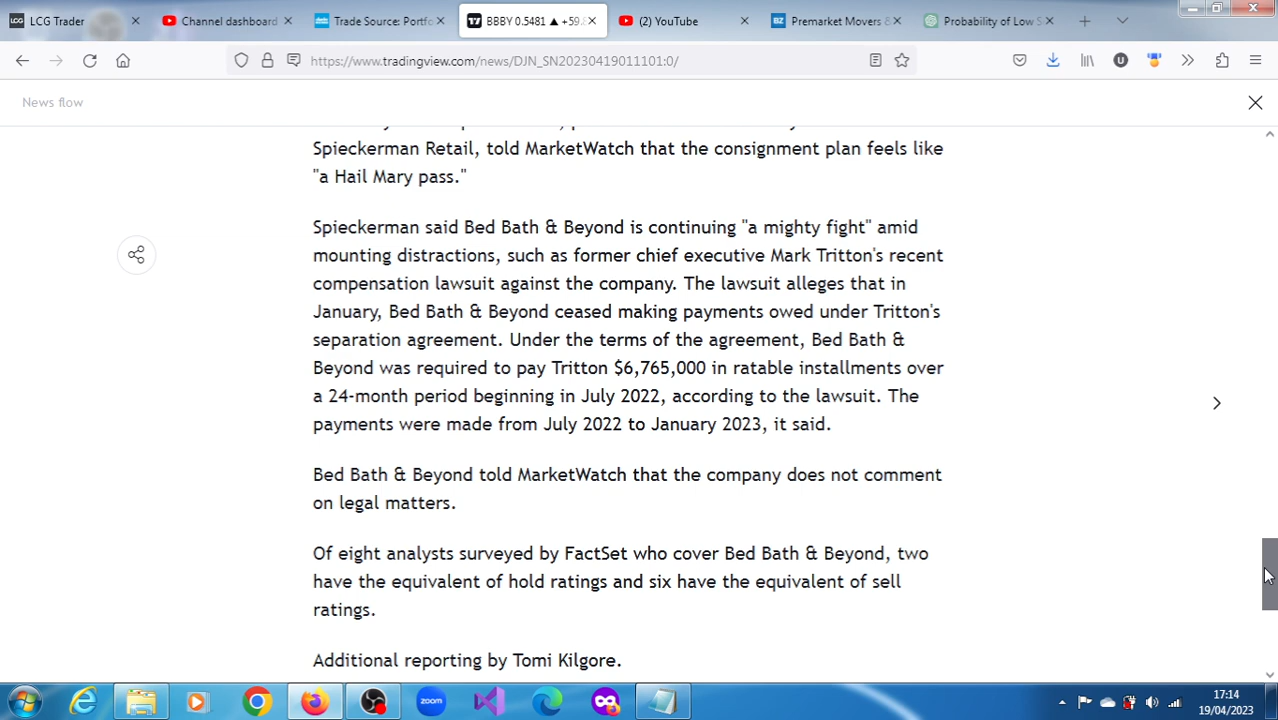 LCG Trader
Channel dashboard
Trade Source: Portfo
BBBY 0.5481 ▲ +59.
(2) YouTube
Premarket Movers &
Probability of Low S
https://www.tradingview.com/news/DJN_SN20230419011101:0/
News flow
Spieckerman Retail, told MarketWatch that the consignment plan feels like
"a Hail Mary pass."
Spieckerman said Bed Bath & Beyond is continuing "a mighty fight" amid
mounting distractions, such as former chief executive Mark Tritton's recent
compensation lawsuit against the company. The lawsuit alleges that in
January, Bed Bath & Beyond ceased making payments owed under Tritton's
separation agreement. Under the terms of the agreement, Bed Bath &
Beyond was required to pay Tritton $6,765,000 in ratable installments over
a 24-month period beginning in July 2022, according to the lawsuit. The
payments were made from July 2022 to January 2023, it said.
Bed Bath & Beyond told MarketWatch that the company does not comment
on legal matters.
Of eight analysts surveyed by FactSet who cover Bed Bath & Beyond, two
have the equivalent of hold ratings and six have the equivalent of sell
ratings.
Additional reporting by Tomi Kilgore.
zoom
17:14
19/04/2023